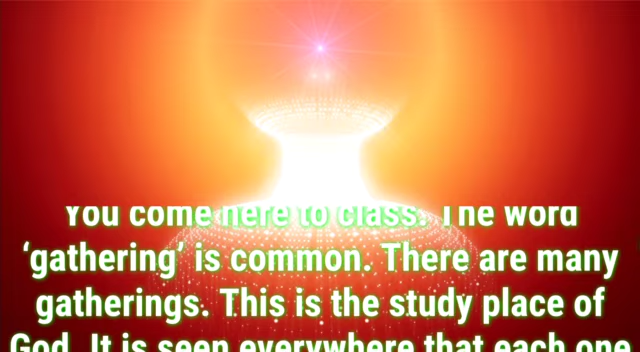 You come here to class. The word
‘gathering’ is common. There are many
gatherings. This is the study place of
God. It is seen everywhere that each one